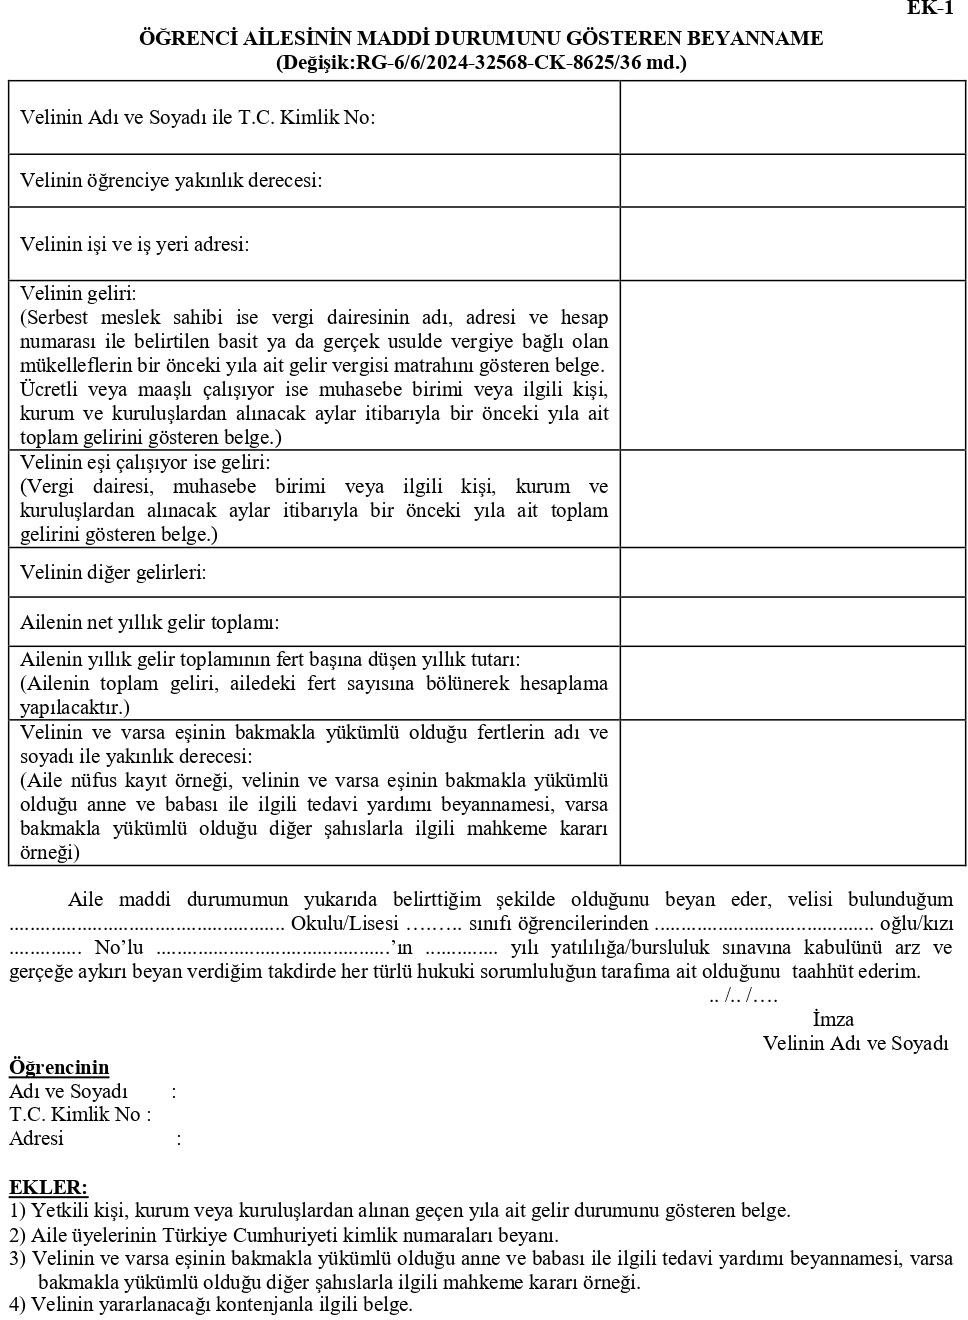 EK-1
ÖĞRENCİ AİLESİNİN MADDİ DURUMUNU GÖSTEREN BEYANNAME
(Değişik:RG-6/6/2024-32568-CK-8625/36 md.)
Velinin Adı ve Soyadı ile T.C. Kimlik No:
Velinin öğrenciye yakınlık derecesi:
Velinin işi ve iş yeri adresi:
Velinin geliri:
(Serbest meslek sahibi ise vergi dairesinin adı, adresi ve hesap
numarası ile belirtilen basit ya da gerçek usulde vergiye bağlı olan
mükelleflerin bir önceki yıla ait gelir vergisi matrahını gösteren belge.
Ücretli veya maaşlı çalışıyor ise muhasebe birimi veya ilgili kişi,
kurum ve kuruluşlardan alınacak aylar itibarıyla bir önceki yıla ait
toplam gelirini gösteren belge.)
Velinin eşi çalışıyor ise geliri:
(Vergi dairesi, muhasebe birimi veya ilgili kişi, kurum ve
kuruluşlardan alınacak aylar itibarıyla bir önceki yıla ait toplam
gelirini gösteren belge.)
Velinin diğer gelirleri:
Ailenin net yıllık gelir toplamı:
Ailenin yıllık gelir toplamının fert başına düşen yıllık tutarı:
(Ailenin toplam geliri, ailedeki fert sayısına bölünerek hesaplama
yapılacaktır.)
Velinin ve varsa eşinin bakmakla yükümlü olduğu fertlerin adı ve
soyadı ile yakınlık derecesi:
(Aile nüfus kayıt örneği, velinin ve varsa eşinin bakmakla yükümlü
olduğu anne ve babası ile ilgili tedavi yardımı beyannamesi, varsa
bakmakla yükümlü olduğu diğer şahıslarla ilgili mahkeme kararı
örneği)
Aile maddi durumumun yukarıda belirttiğim şekilde olduğunu beyan eder, velisi bulunduğum
..................................................... Okulu/Lisesi …….. sınıfı öğrencilerinden .......................................... oğlu/kızı
.............. No’lu .............................................’ın .............. yılı yatılılığa/bursluluk sınavına kabulünü arz ve
gerçeğe aykırı beyan verdiğim takdirde her türlü hukuki sorumluluğun tarafıma ait olduğunu taahhüt ederim.
.. /.. /….
İmza
Velinin Adı ve Soyadı
Öğrencinin
Adı ve Soyadı :
T.C. Kimlik No :
Adresi :
EKLER:
1) Yetkili kişi, kurum veya kuruluşlardan alınan geçen yıla ait gelir durumunu gösteren belge.
2) Aile üyelerinin Türkiye Cumhuriyeti kimlik numaraları beyanı.
3) Velinin ve varsa eşinin bakmakla yükümlü olduğu anne ve babası ile ilgili tedavi yardımı beyannamesi, varsa
bakmakla yükümlü olduğu diğer şahıslarla ilgili mahkeme kararı örneği.
4) Velinin yararlanacağı kontenjanla ilgili belge.